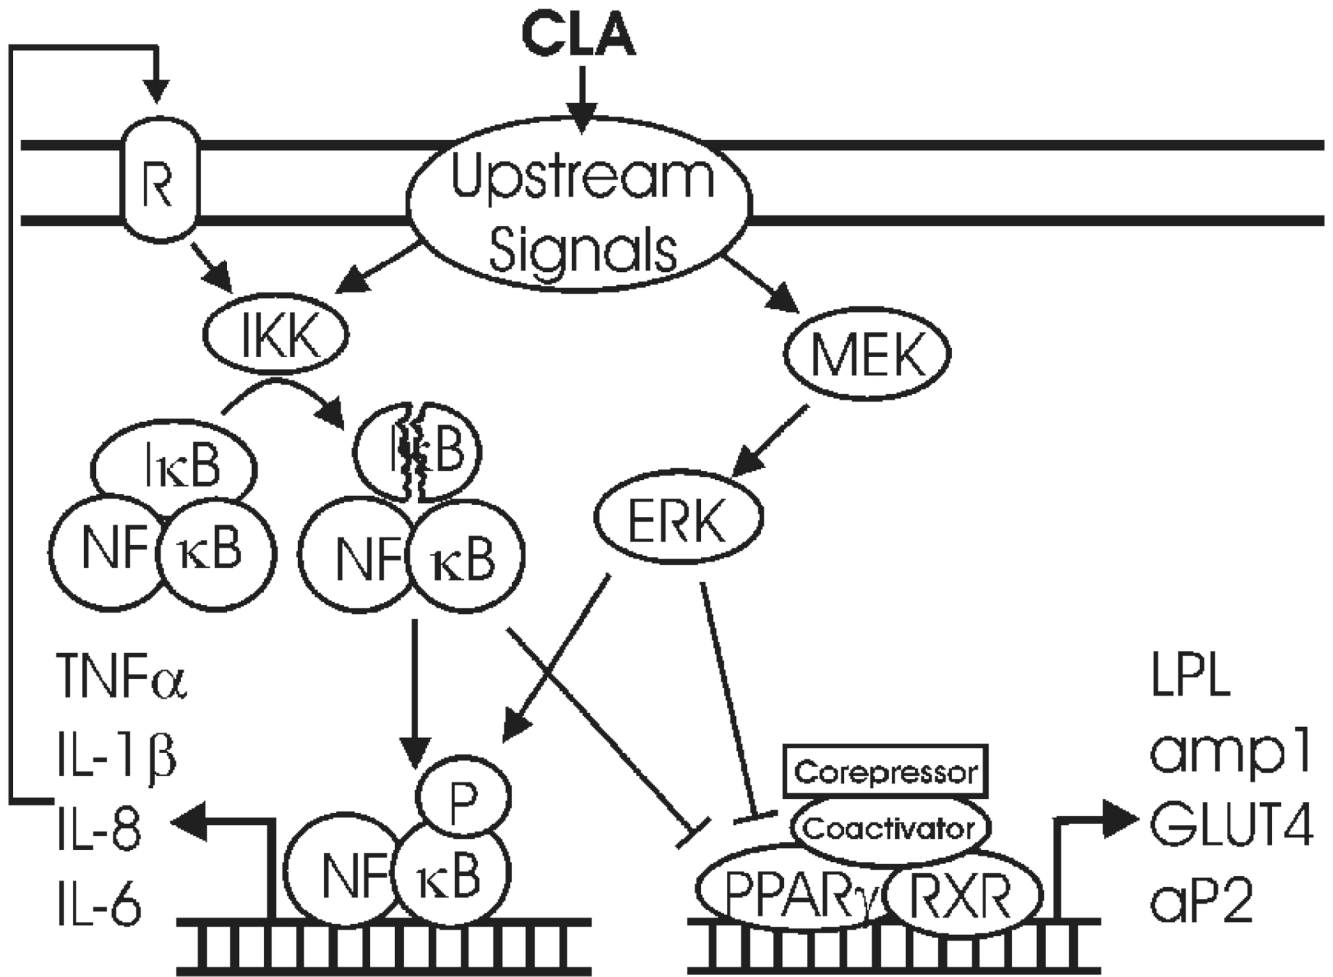 CLA
R
Upstream
Signals
IKK
MEK
IκB
IκB
NF κB
NF κB
ERK
TNFα
IL-1β
IL-8
IL-6
P
NF κB
Corepressor
Coactivator
PPARγ RXR
LPL
amp1
GLUT4
aP2